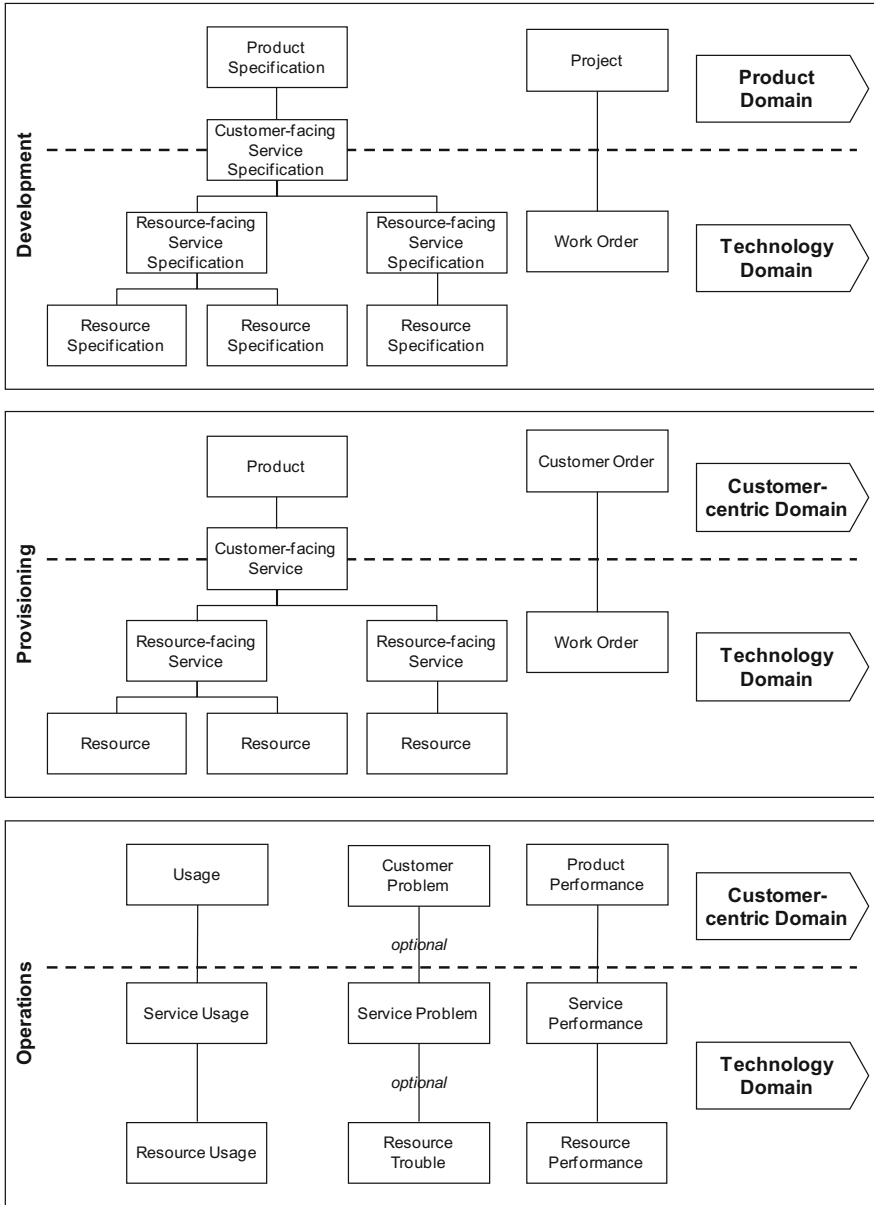 Development
Product
Specification
Project
Product
Domain
Customer-facing
Service
Specification
Resource-facing
Service
Specification
Resource-facing
Service
Specification
Work Order
Technology
Domain
Resource
Specification
Resource
Specification
Resource
Specification
Provisioning
Product
Customer Order
Customer-
centric Domain
Customer-facing
Service
Resource-facing
Service
Resource-facing
Service
Work Order
Technology
Domain
Resource
Resource
Resource
Operations
Usage
Customer
Problem
Product
Performance
Customer-
centric Domain
optional
Service Usage
Service Problem
Service
Performance
optional
Technology
Domain
Resource Usage
Resource
Trouble
Resource
Performance